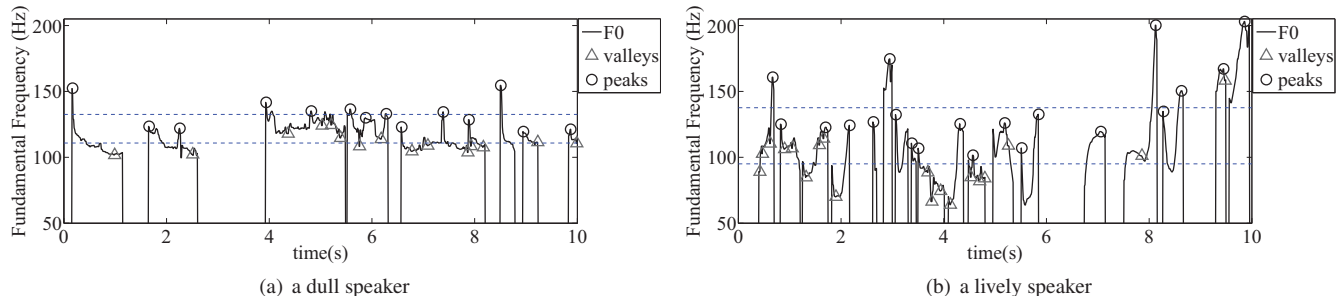 Fundamental Frequency (Hz)
200
150
100
50
0
2
4
6
8
10
time(s)
F0
valleys
peaks
(a) a dull speaker
Fundamental Frequency (Hz)
200
150
100
50
0
2
4
6
8
10
time(s)
F0
valleys
peaks
(b) a lively speaker